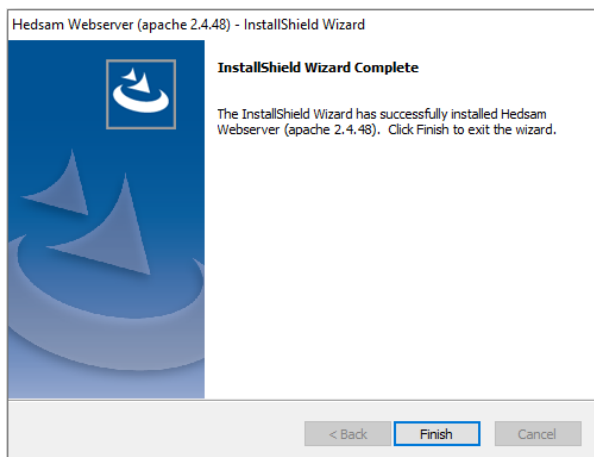 Hedsam Webserver (apache 2.4.48) - InstallShield Wizard
InstallShield Wizard Complete
The InstallShield Wizard has successfully installed Hedsam
Webserver (apache 2.4.48). Click Finish to exit the wizard.
< Back
Finish
Cancel